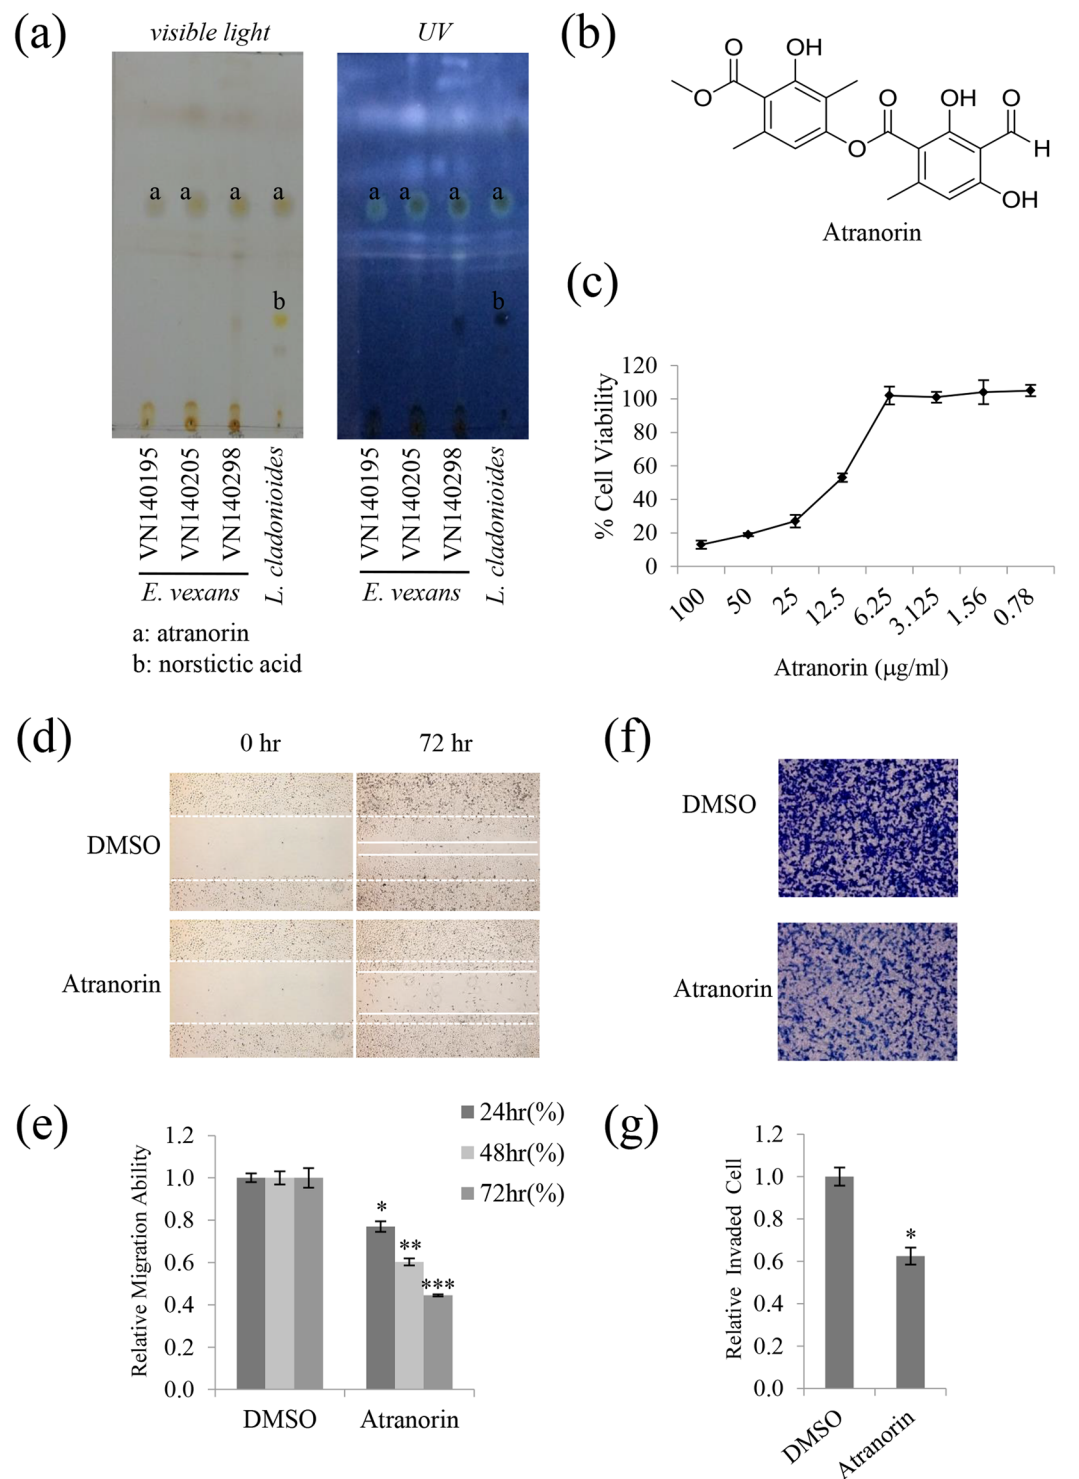 (a)
visible light
UV
a a a a
b
a a a a
b
VN140195
VN140205
VN140298
L. cladonioides
E. vexans
VN140195
VN140205
VN140298
L. cladonioides
E. vexans
a: atranorin
b: norstictic acid
(b)
O
OH
O
O
O
OH
O
H
OH
Atranorin
(c)
% Cell Viability
120
100
80
60
40
20
0
100
50
25
12.5
6.25
3.125
1.56
0.78
Atranorin (μg/ml)
(d)
0 hr
72 hr
DMSO
Atranorin
(f)
DMSO
Atranorin
(e)
24hr(%)
48hr(%)
72hr(%)
Relative Migration Ability
1.2
1.0
0.8
0.6
0.4
0.2
0.0
*
**
***
DMSO
Atranorin
(g)
Relative Invaded Cell
1.2
1.0
0.8
0.6
0.4
0.2
0.0
*
DMSO
Atranorin